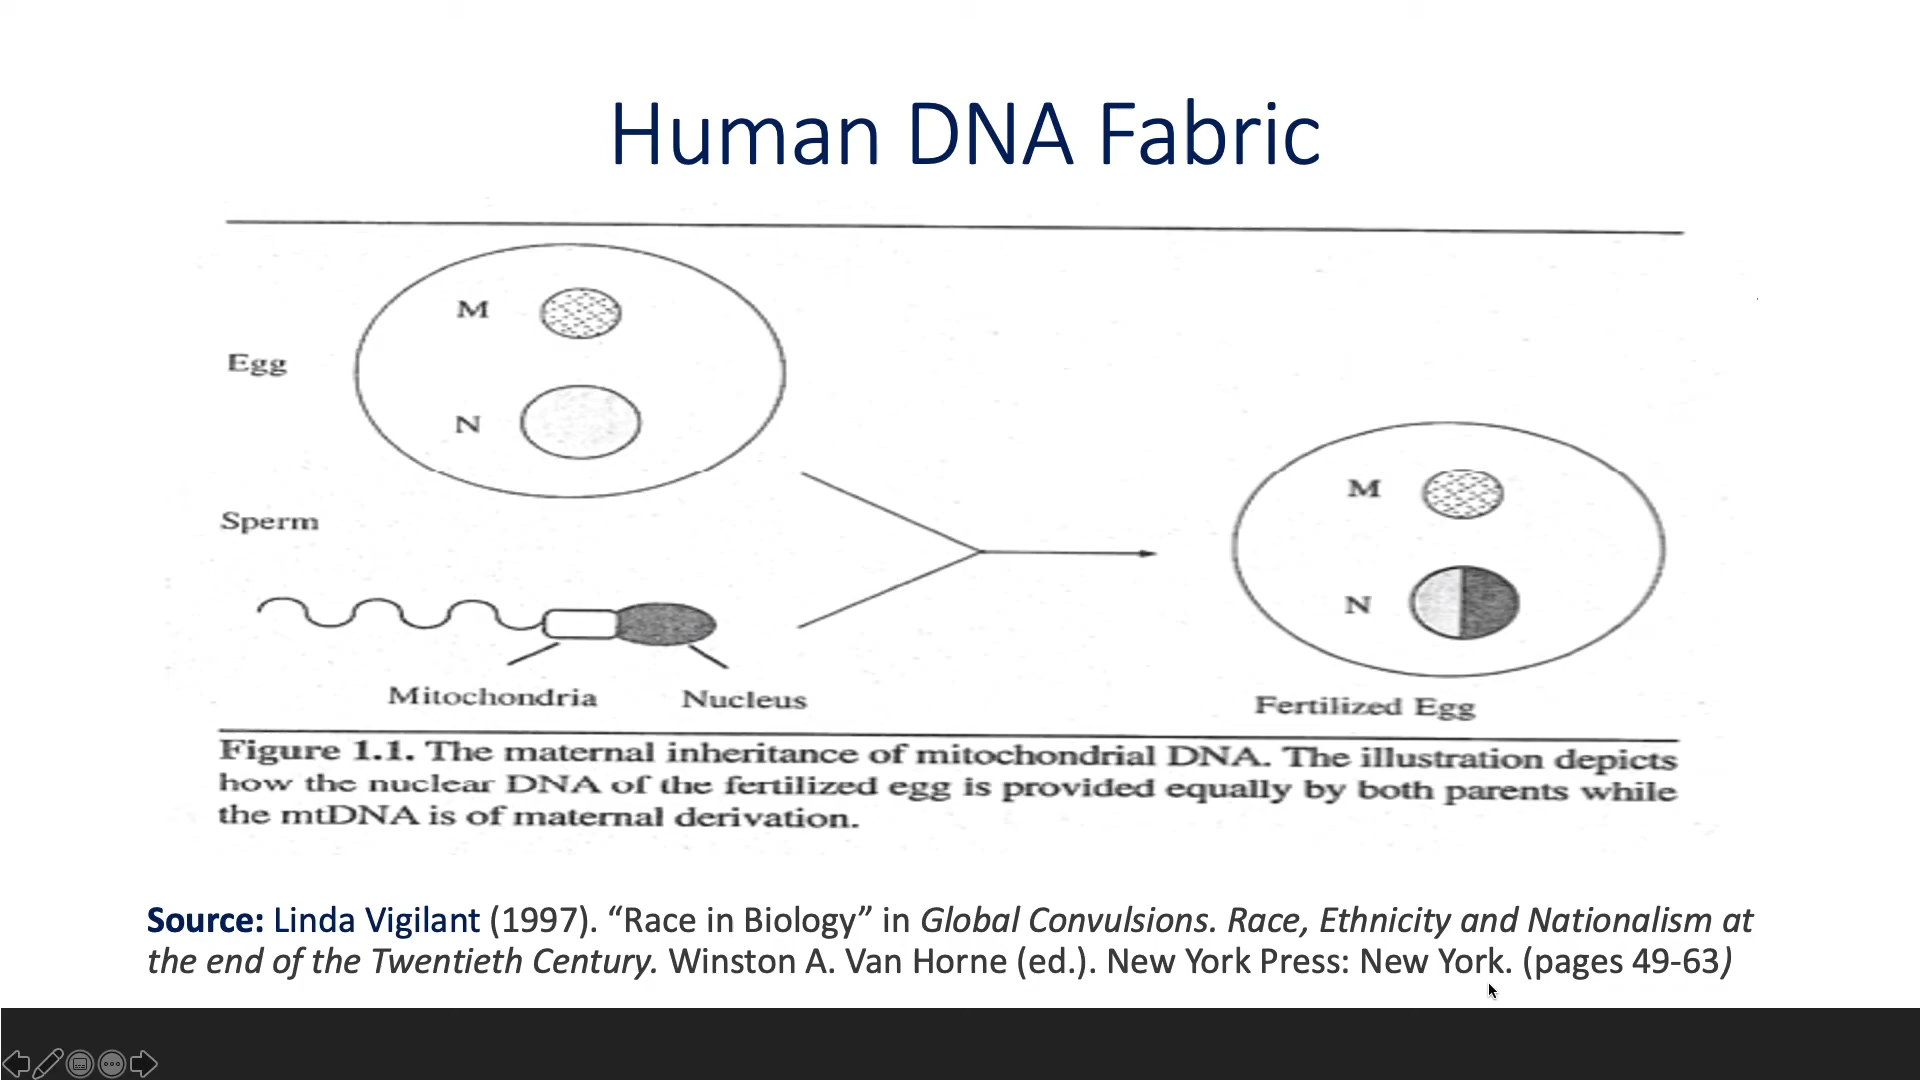 Human DNA Fabric
M
Egg
N
M
Sperm
N
Mitochondria
Nucleus
Fertilized Egg
Figure 1.1. The maternal inheritance of mitochondrial DNA. The illustration depicts
how the nuclear DNA of the fertilized egg is provided equally by both parents while
the mtDNA is of maternal derivation.
Source: Linda Vigilant (1997). “Race in Biology” in Global Convulsions. Race, Ethnicity and Nationalism at
the end of the Twentieth Century. Winston A. Van Horne (ed.). New York Press: New York. (pages 49-63)